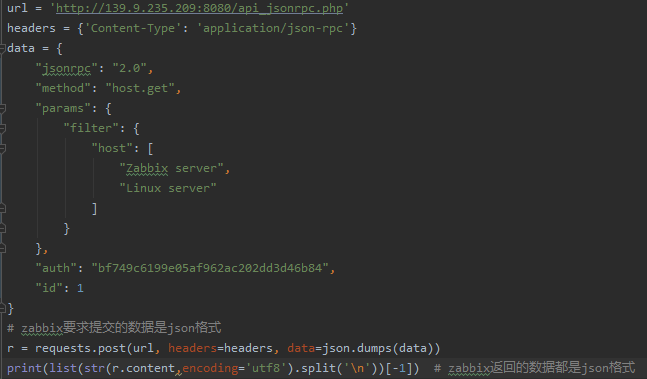 url = 'http://139.9.235.209:8080/api_jsonrpc.php'
headers = {'Content-Type': 'application/json-rpc'}
data = {
    "jsonrpc": "2.0",
    "method": "host.get",
    "params": {
        "filter": {
            "host": [
                "Zabbix server",
                "Linux server"
            ]
        }
    },
    "auth": "bf749c6199e05af962ac202dd3d46b84",
    "id": 1
}
# zabbix要求提交的数据是json格式
r = requests.post(url, headers=headers, data=json.dumps(data))
print(list(str(r.content,encoding='utf8').split('\n'))[-1])  # zabbix返回的数据都是json格式